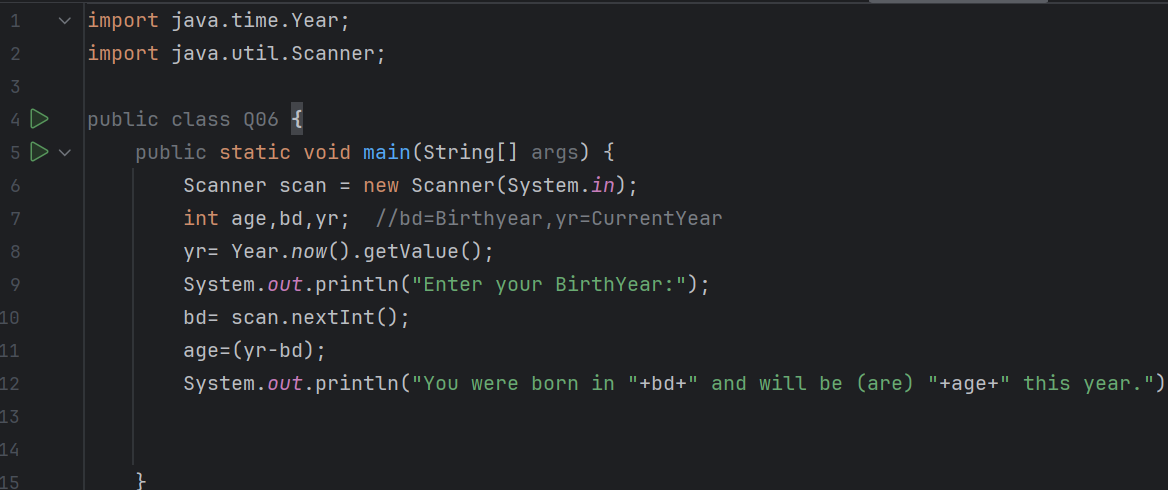 1 import java.time.Year;
2 import java.util.Scanner;
3
4 public class Q06 {
5 public static void main(String[] args) {
6 Scanner scan = new Scanner(System.in);
7 int age,bd,yr;  //bd=Birthyear,yr=CurrentYear
8 yr= Year.now().getValue();
9 System.out.println("Enter your BirthYear:");
10 bd= scan.nextInt();
11 age=(yr-bd);
12 System.out.println("You were born in "+bd+" and will be (are) "+age+" this year.")
13
14
15 }